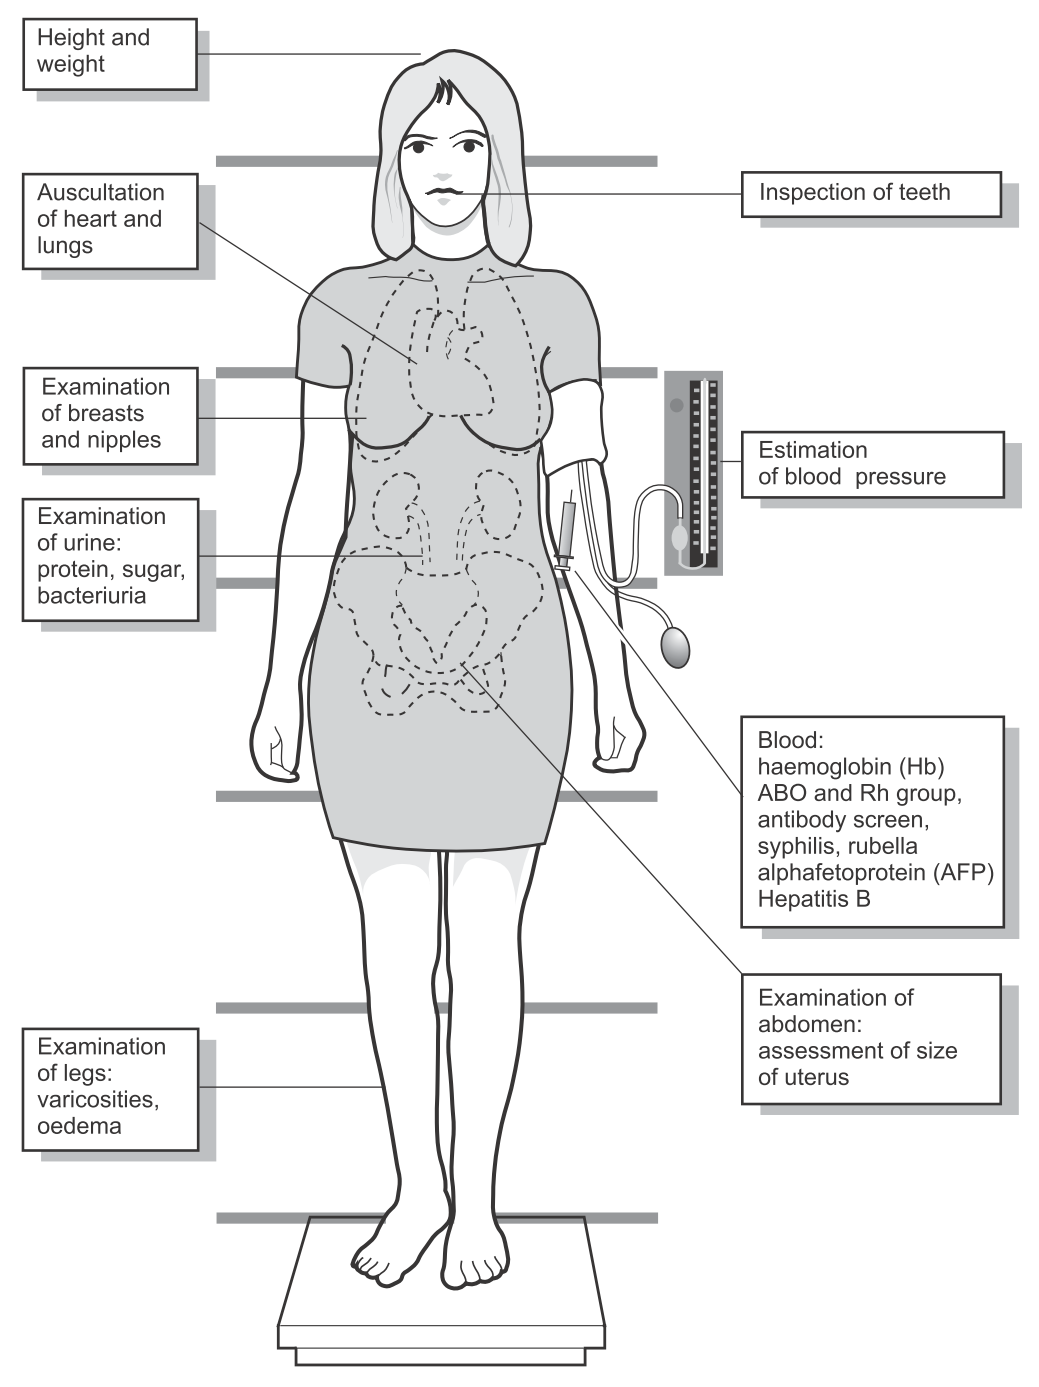 Height and
weight
Auscultation
of heart and
lungs
Examination
of breasts
and nipples
Examination
of urine:
protein, sugar,
bacteriuria
Examination
of legs:
varicosities,
oedema
Inspection of teeth
Estimation
of blood pressure
Blood:
haemoglobin (Hb)
ABO and Rh group,
antibody screen,
syphilis, rubella
alphafetoprotein (AFP)
Hepatitis B
Examination of
abdomen:
assessment of size
of uterus